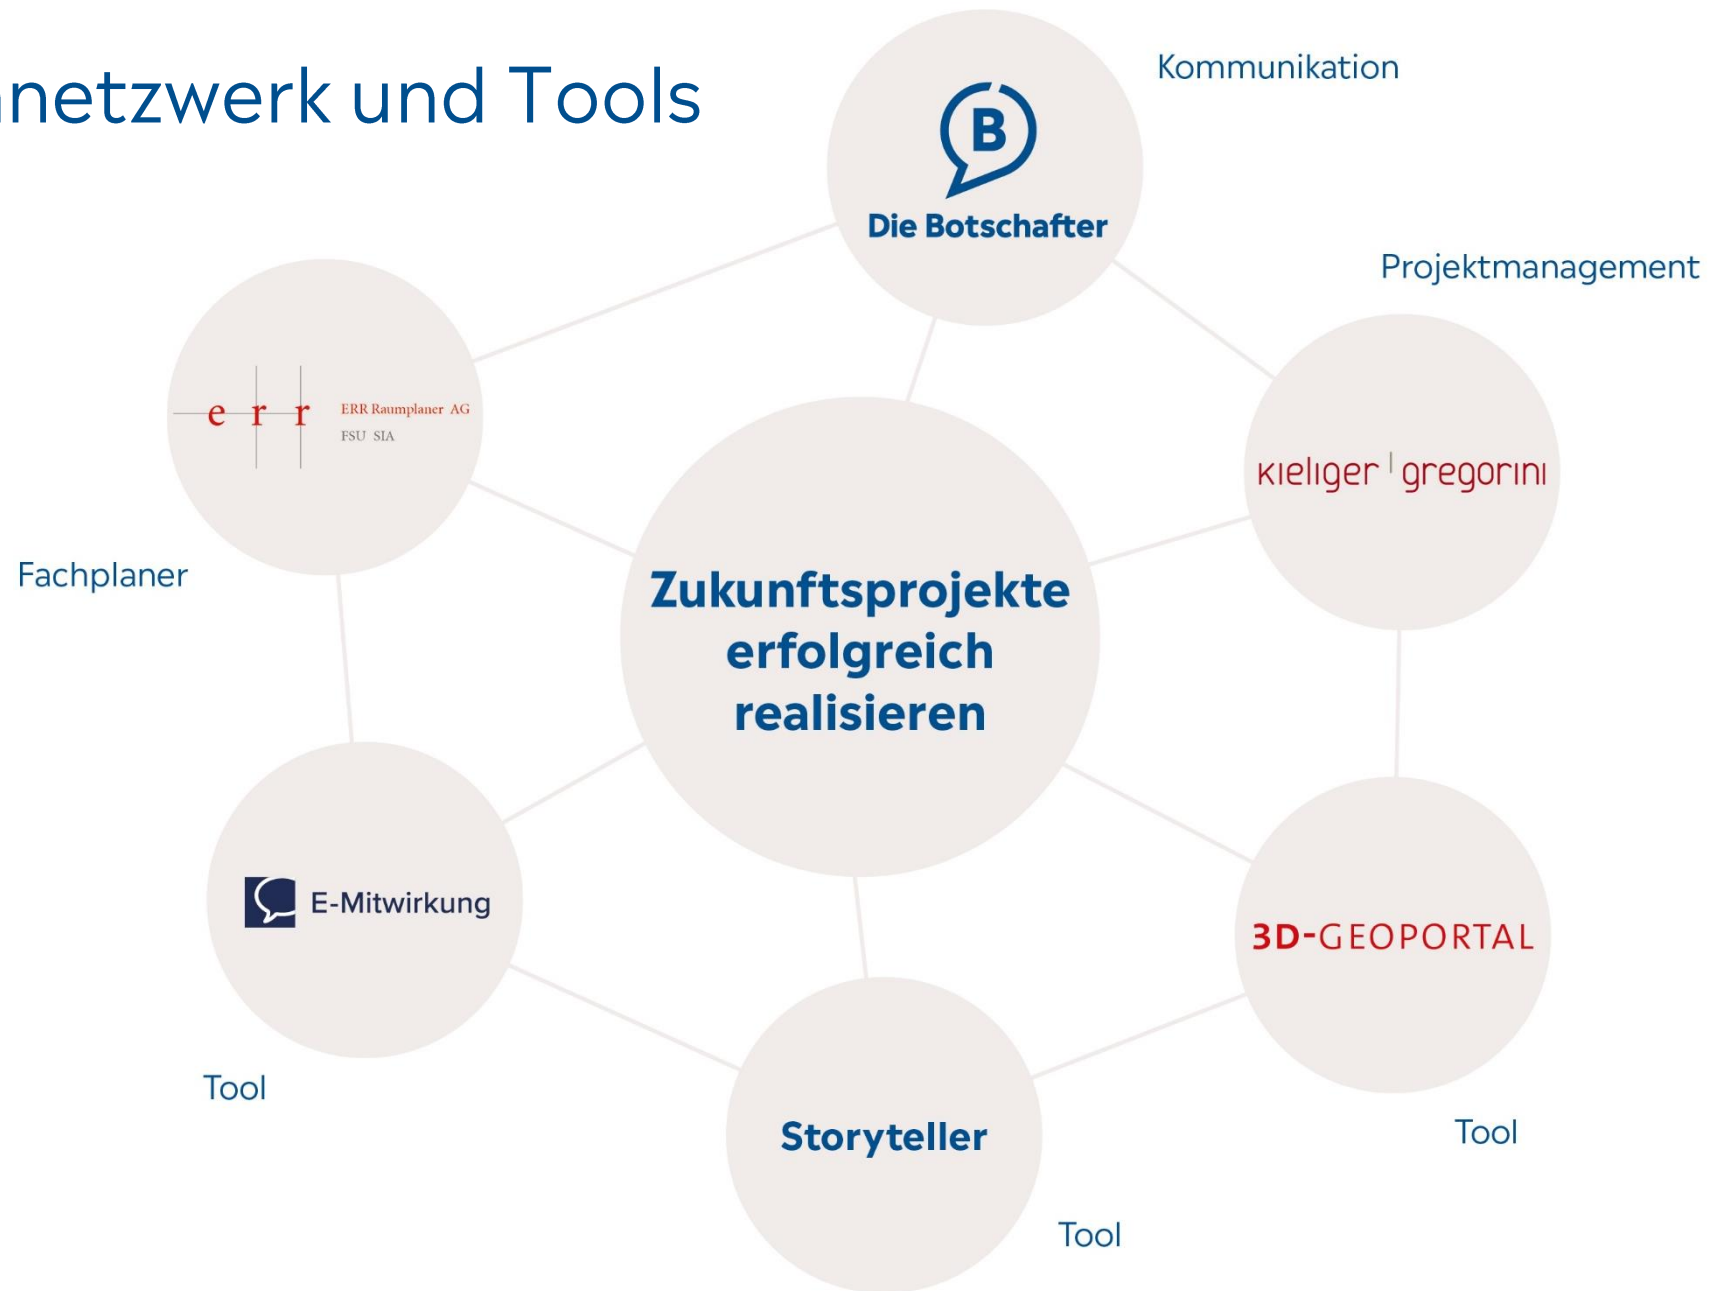 netzwerk und Tools
Kommunikation
B
Die Botschafter
Projektmanagement
kieliger gregorini
e r r
ERR Raumplaner AG
FSU SIA
Fachplaner
Zukunftsprojekte
erfolgreich
realisieren
E-Mitwirkung
Tool
3D-GEOPORTAL
Tool
Storyteller
Tool